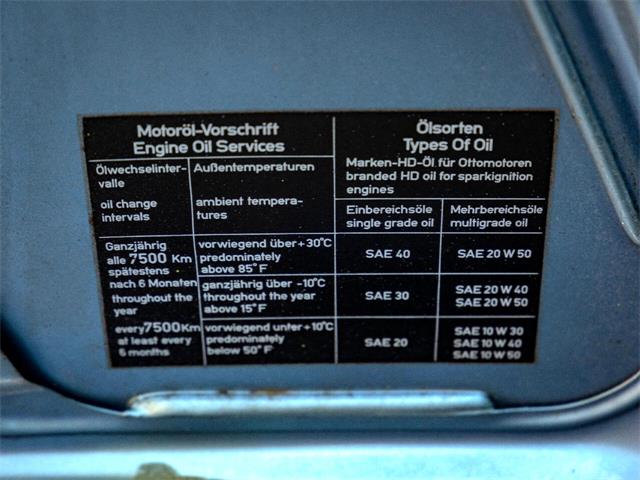 Motoröl-Vorschrift
Engine Oil Services
Ölsorten
Types Of Oil
Marken-HD-Öl für Ottomotoren
branded HD oil for sparkignition
engines
Ölwechselinter-
valle
oil change
intervals
Außentemperaturen
ambient tempera-
tures
Einbereichsöle
single grade oil
Mehrbereichsöle
multigrade oil
Ganzjährig
alle 7500 Km
spätestens
nach 6 Monaten
throughout the
year
every 7500Km
at least every
6 months
vorwiegend über+30°C
predominately
above 85°F
SAE 40
SAE 20 W 50
ganzjährig über -10°C
throughout the year
above 15°F
SAE 30
SAE 20 W 40
SAE 20 W 50
vorwiegend unter+10°C
predominately
below 50°F
SAE 20
SAE 10 W 30
SAE 10 W 40
SAE 10 W 50